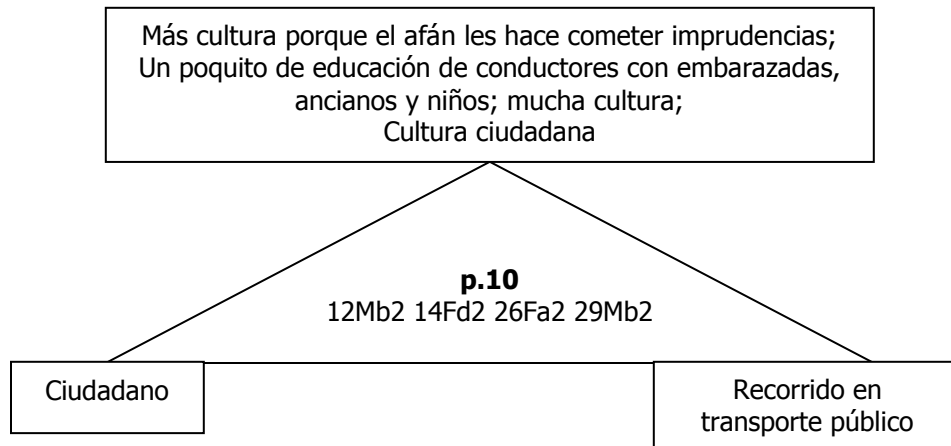 Más cultura porque el afán les hace cometer imprudencias;
Un poquito de educación de conductores con embarazadas,
ancianos y niños; mucha cultura;
Cultura ciudadana
p.10
12Mb2 14Fd2 26Fa2 29Mb2
Ciudadano
Recorrido en
transporte público